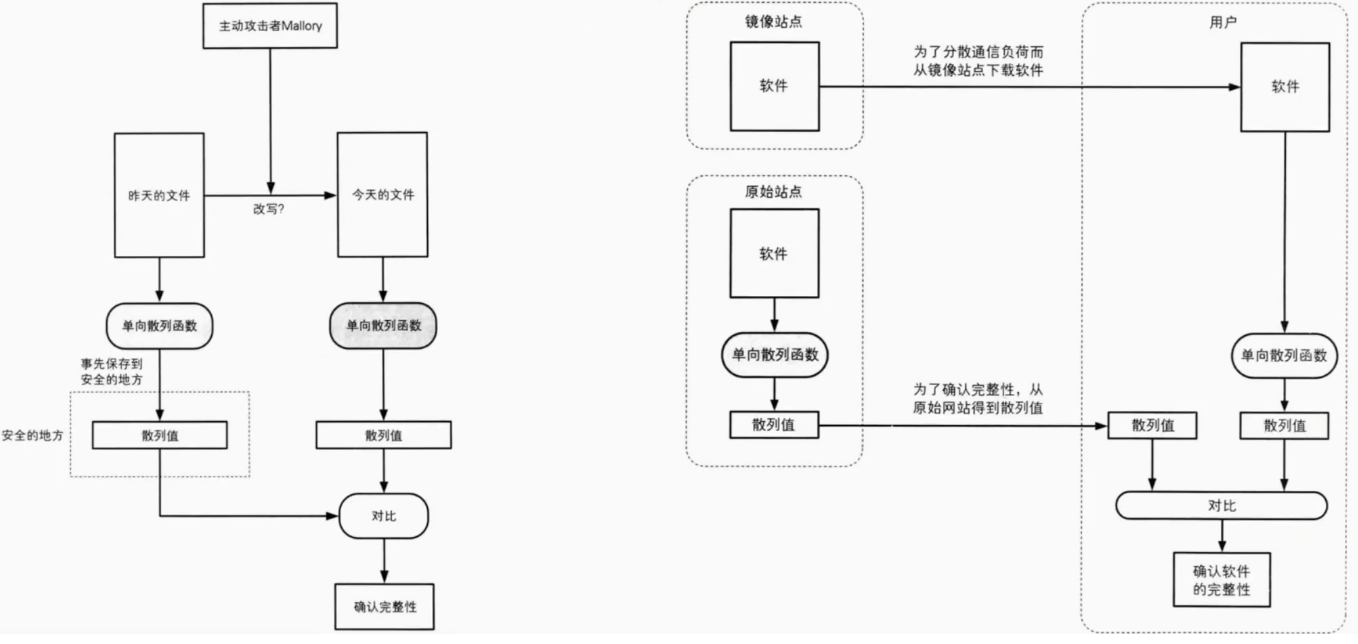 主动攻击者Mallory
昨天的文件
改写?
今天的文件
单向散列函数
单向散列函数
事先保存到
安全的地方
安全的地方
散列值
散列值
对比
确认完整性
镜像站点
软件
为了分散通信负荷而
从镜像站点下载软件
用户
软件
原始站点
软件
单向散列函数
散列值
为了确认完整性，从
原始网站得到散列值
单向散列函数
散列值
散列值
对比
确认软件
的完整性